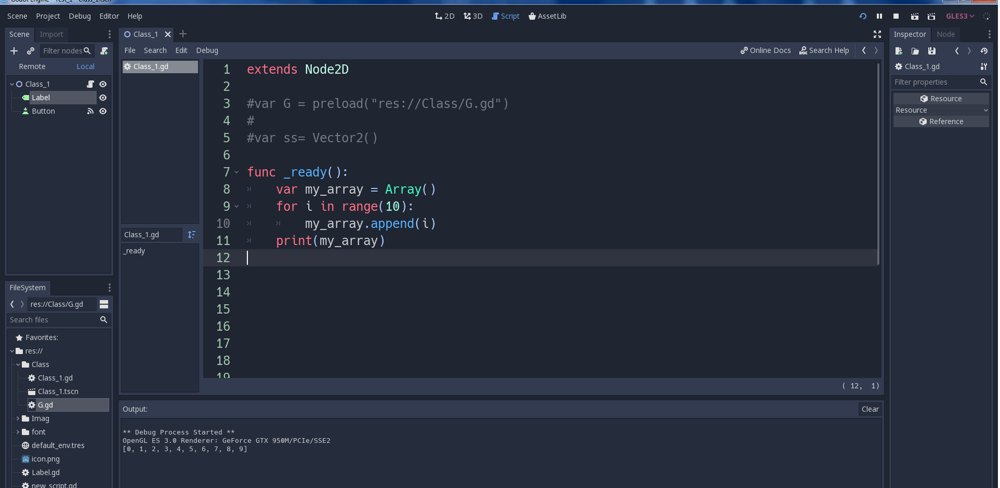 Godot Engine - Test_1 - Class_1.tscn
Scene Project Debug Editor Help
2D 3D Script AssetLib
GLES3
Scene Import
Filter nodes
Remote Local
Class_1
Label
Button
FileSystem
res://Class/G.gd
Search files
Favorites:
res://
Class
Class_1.gd
Class_1.tscn
G.gd
Imag
font
default_env.tres
icon.png
Label.gd
new_script.gd
Class_1
File Search Edit Debug
Online Docs Search Help
Class_1.gd
Class_1.gd
_ready
1 extends Node2D
2
3 #var G = preload("res://Class/G.gd")
4 #
5 #var ss= Vector2()
6
7 func _ready():
8 var my_array = Array()
9 for i in range(10):
10 my_array.append(i)
11 print(my_array)
12
13
14
15
16
17
18
19
( 12, 1)
Output:
Clear
** Debug Process Started **
OpenGL ES 3.0 Renderer: GeForce GTX 950M/PCIe/SSE2
[0, 1, 2, 3, 4, 5, 6, 7, 8, 9]
Inspector Node
Class_1.gd
Filter properties
Resource
Resource
Reference